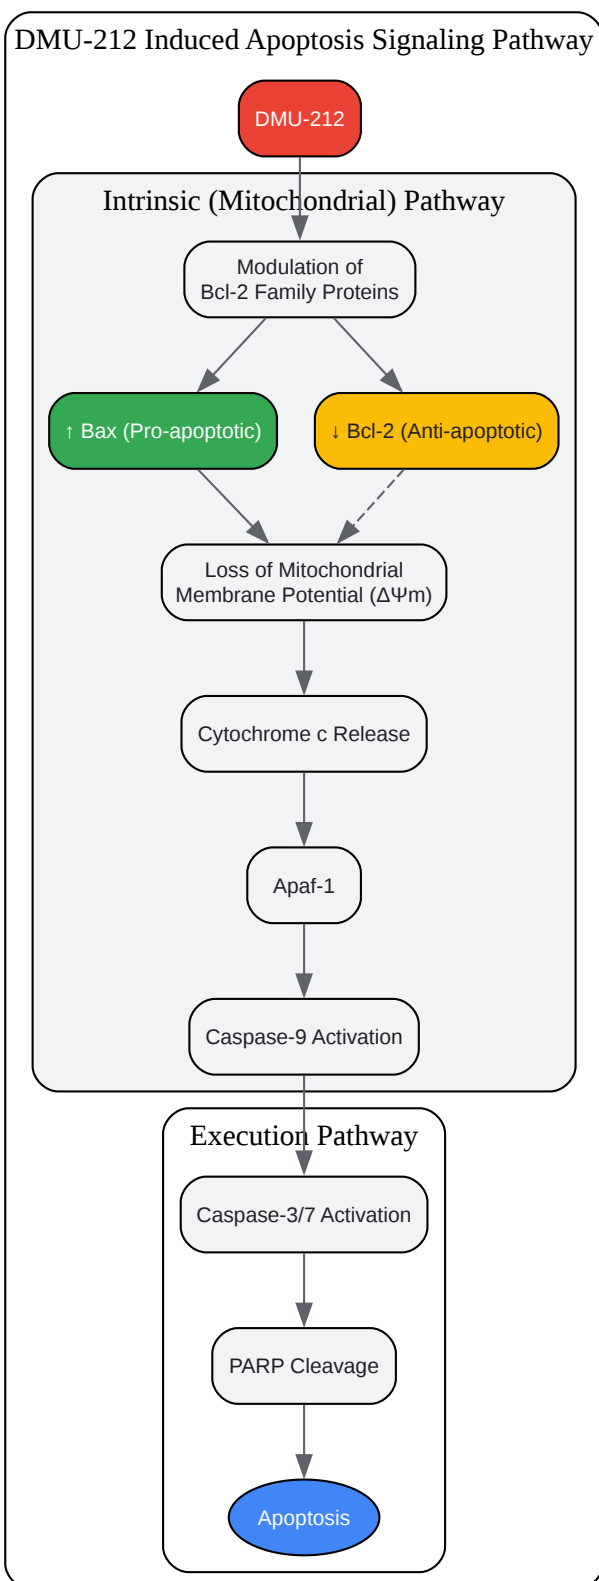 DMU-212 Induced Apoptosis Signaling Pathway
DMU-212
Intrinsic (Mitochondrial) Pathway
Modulation of
Bcl-2 Family Proteins
↑ Bax (Pro-apoptotic)
↓ Bcl-2 (Anti-apoptotic)
Loss of Mitochondrial
Membrane Potential (ΔΨm)
Cytochrome c Release
Apaf-1
Caspase-9 Activation
Execution Pathway
Caspase-3/7 Activation
PARP Cleavage
Apoptosis